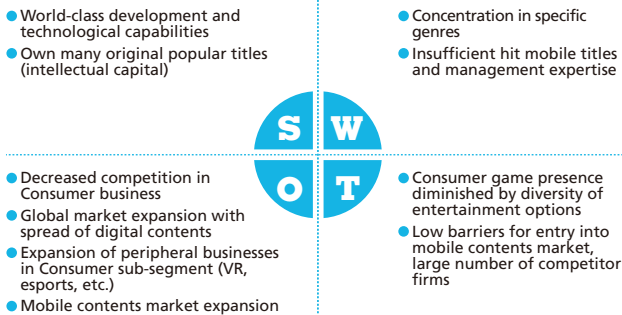 ● World-class development and
technological capabilities
● Own many original popular titles
(intellectual capital)
● Concentration in specific
genres
● Insufficient hit mobile titles
and management expertise
S W
O T
● Decreased competition in
Consumer business
● Global market expansion with
spread of digital contents
● Expansion of peripheral businesses
in Consumer sub-segment (VR,
esports, etc.)
● Mobile contents market expansion
● Consumer game presence
diminished by diversity of
entertainment options
● Low barriers for entry into
mobile contents market,
large number of competitor
firms